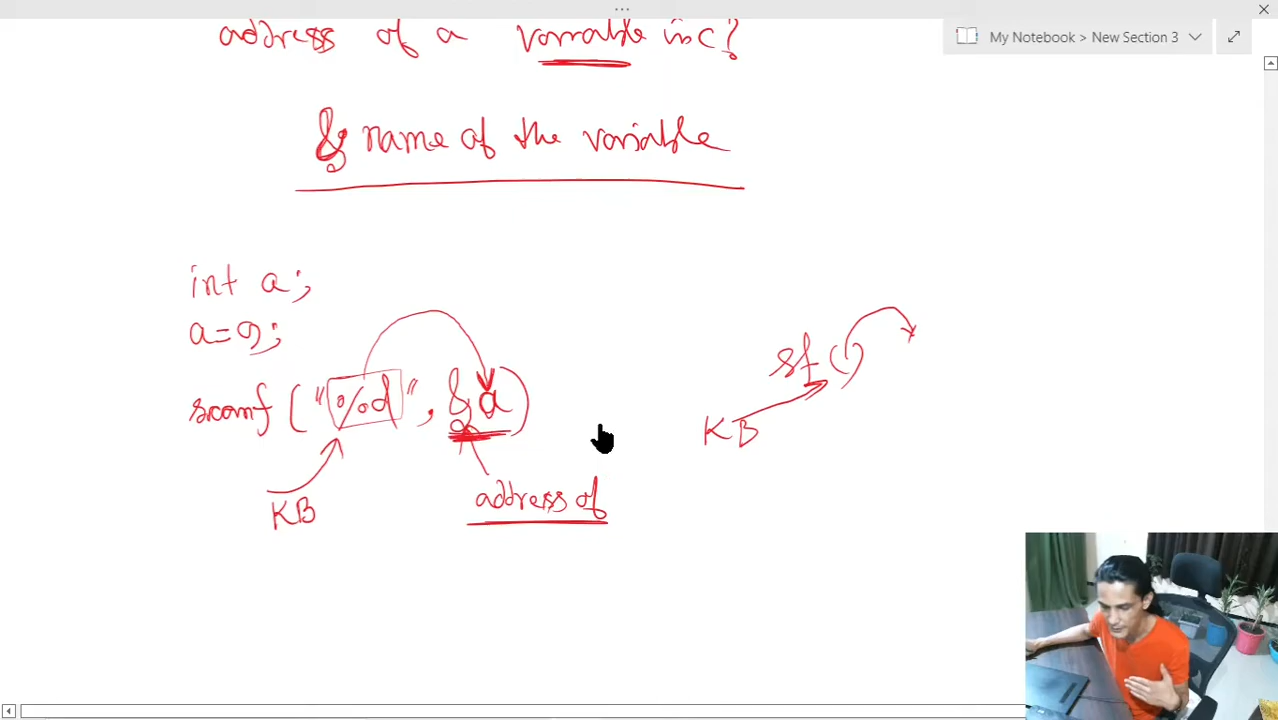 My Notebook > New Section 3
address of a variable in c?
& name of the variable
int a;
a=9;
scanf ( "%d", &a)
KB
address of
sf ( )
KB